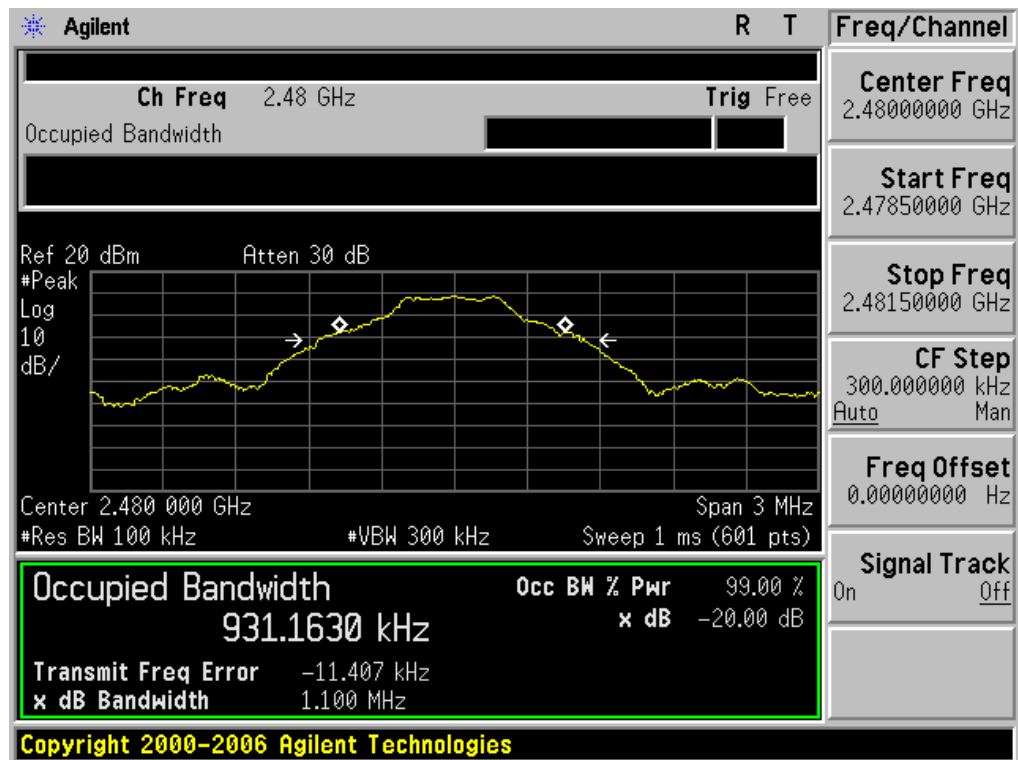 Agilent R T
Ch Freq 2.48 GHz Trig Free
Occupied Bandwidth
Ref 20 dBm Atten 30 dB
#Peak
Log
10
dB/
Center 2.480 000 GHz Span 3 MHz
#Res BW 100 kHz #VBW 300 kHz Sweep 1 ms (601 pts)
Occupied Bandwidth Occ BW % Pwr 99.00 %
931.1630 kHz x dB -20.00 dB
Transmit Freq Error -11.407 kHz
x dB Bandwidth 1.100 MHz
Copyright 2000-2006 Agilent Technologies
Freq/Channel
Center Freq
2.48000000 GHz
Start Freq
2.47850000 GHz
Stop Freq
2.48150000 GHz
CF Step
300.000000 kHz
Auto Man
Freq Offset
0.00000000 Hz
Signal Track
On Off